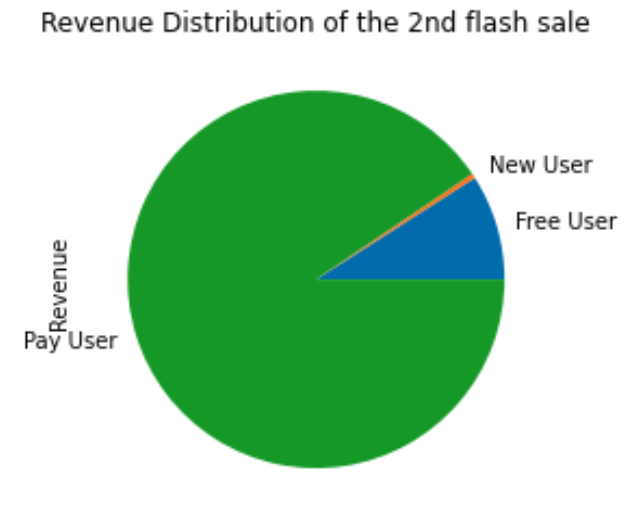 Revenue Distribution of the 2nd flash sale
New User
Free User
Revenue
Pay User